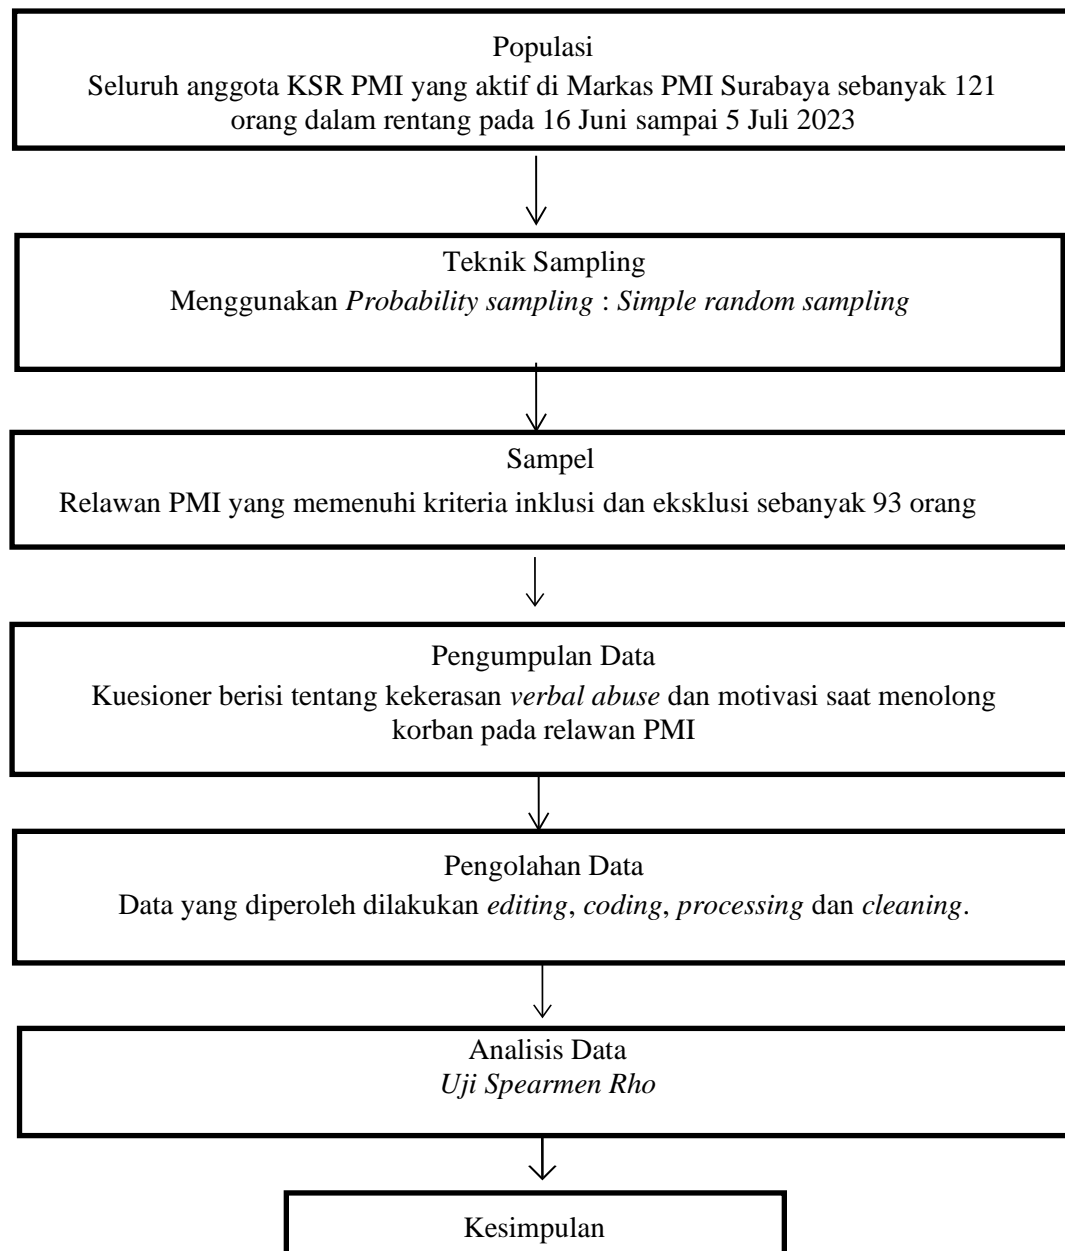 Populasi
Seluruh anggota KSR PMI yang aktif di Markas PMI Surabaya sebanyak 121
orang dalam rentang pada 16 Juni sampai 5 Juli 2023
Teknik Sampling
Menggunakan Probability sampling : Simple random sampling
Sampel
Relawan PMI yang memenuhi kriteria inklusi dan eksklusi sebanyak 93 orang
Pengumpulan Data
Kuesioner berisi tentang kekerasan verbal abuse dan motivasi saat menolong
korban pada relawan PMI
Pengolahan Data
Data yang diperoleh dilakukan editing, coding, processing dan cleaning.
Analisis Data
Uji Spearmen Rho
Kesimpulan